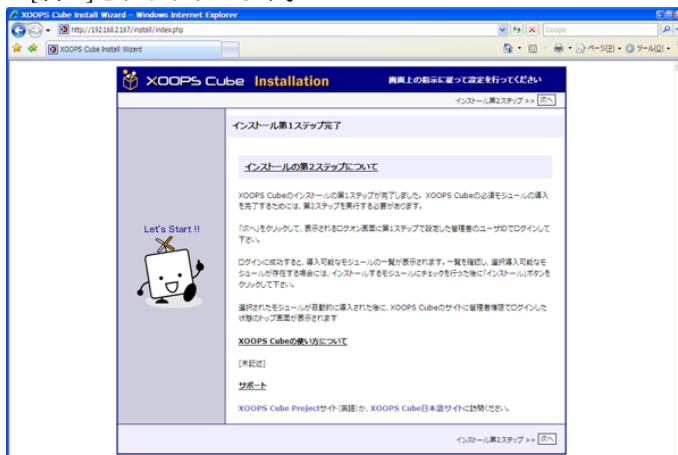 XOOPS Cube Install Wizard - Windows Internet Explorer
http://192.168.2.167/install/index.php
Google
XOOPS Cube Install Wizard
ページ(P)
ツール(O)
XOOPS Cube Installation
画面上の指示に従って設定を行ってください
インストール第2ステップ >> 次へ
インストール第1ステップ完了
インストールの第2ステップについて
XOOPS Cubeのインストールの第1ステップが完了しました。XOOPS Cubeの必須モジュールの導入
を完了するためには、第2ステップを実行する必要があります。
「次へ」をクリックして、表示されるログオン画面に第1ステップで設定した管理者のユーザIDでログインして
下さい。
ログインに成功すると、導入可能なモジュールの一覧が表示されます。一覧を確認し、選択導入可能なモ
ジュールが存在する場合には、インストールするモジュールにチェックを行った後に「インストール」ボタンを
クリックして下さい。
選択されたモジュールが自動的に導入された後に、XOOPS Cubeのサイトに管理者権限でログインした
状態のトップ画面が表示されます
XOOPS Cubeの使い方について
[未記述]
サポート
XOOPS Cube Projectサイト(英語)か、XOOPS Cube日本語サイトに訪問ください。
Let's Start !!
インストール第2ステップ >> 次へ